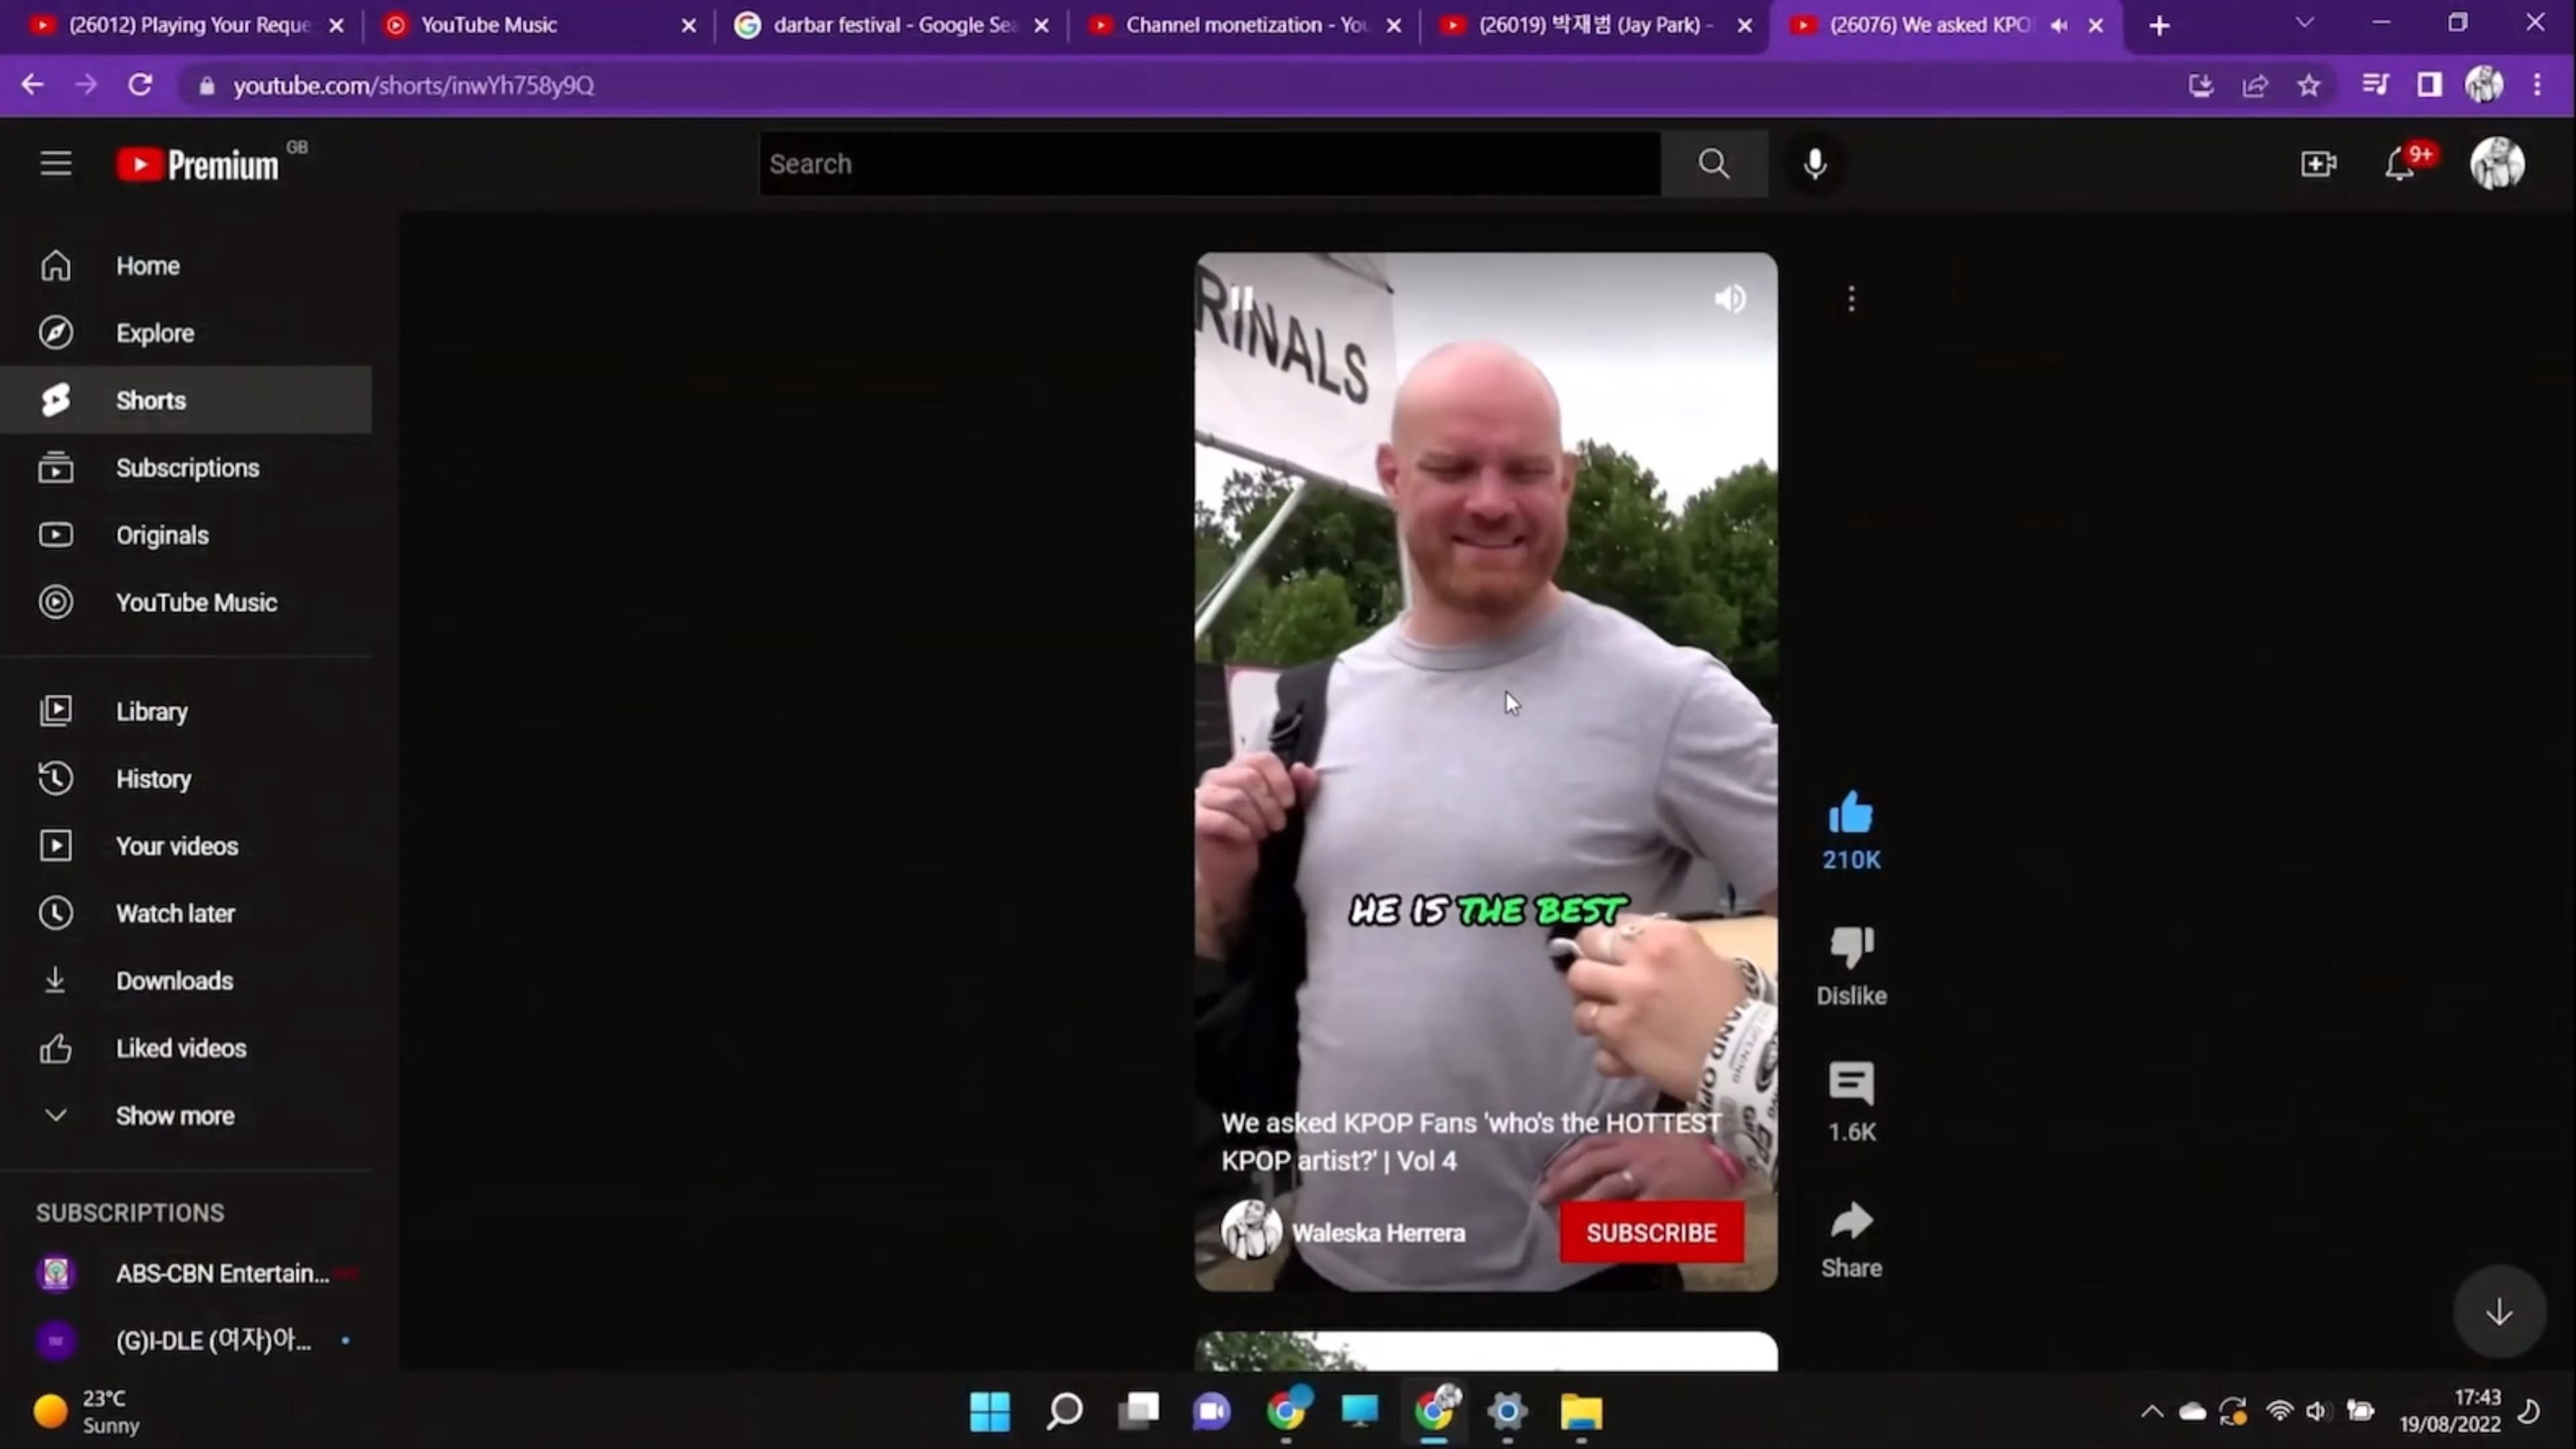 (26012) Playing Your Reque
YouTube Music
darbar festival - Google Sea
Channel monetization - You
(26019) 박재범 (Jay Park) -
(26076) We asked KPO
youtube.com/shorts/inwYh758y9Q
Premium GB
Search
9+
Home
Explore
Shorts
Subscriptions
Originals
YouTube Music
Library
History
Your videos
Watch later
Downloads
Liked videos
Show more
SUBSCRIPTIONS
ABS-CBN Entertain...
(G)I-DLE (여자)아...
RINALS
HE IS THE BEST
We asked KPOP Fans 'who's the HOTTEST
KPOP artist?' | Vol 4
Waleska Herrera
SUBSCRIBE
210K
Dislike
1.6K
Share
23°C
Sunny
17:43
19/08/2022